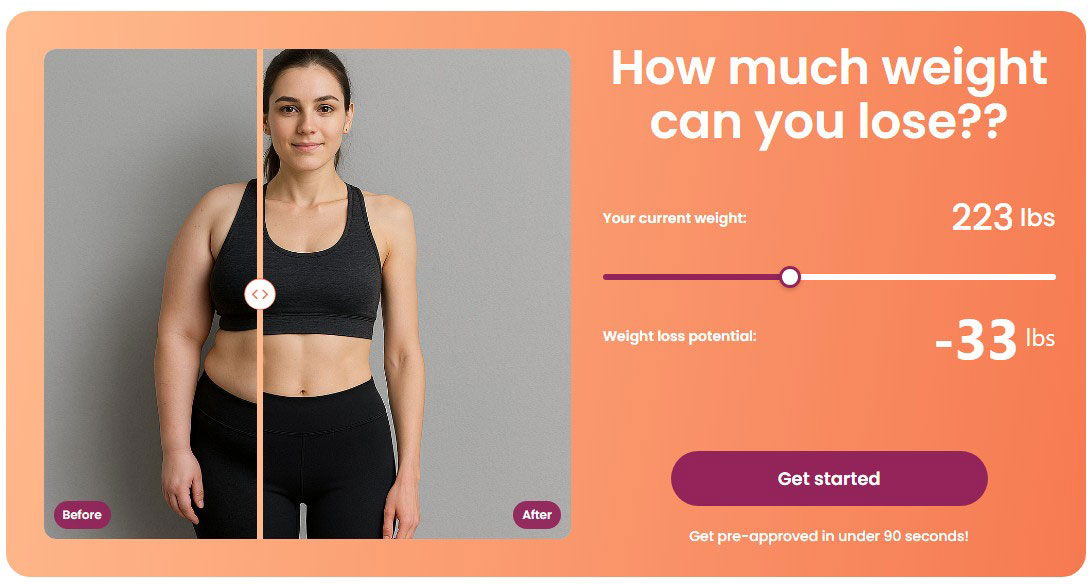 How much weight
can you lose??
Your current weight:
223 lbs
Weight loss potential:
-33 lbs
Get started
Get pre-approved in under 90 seconds!
Before
After